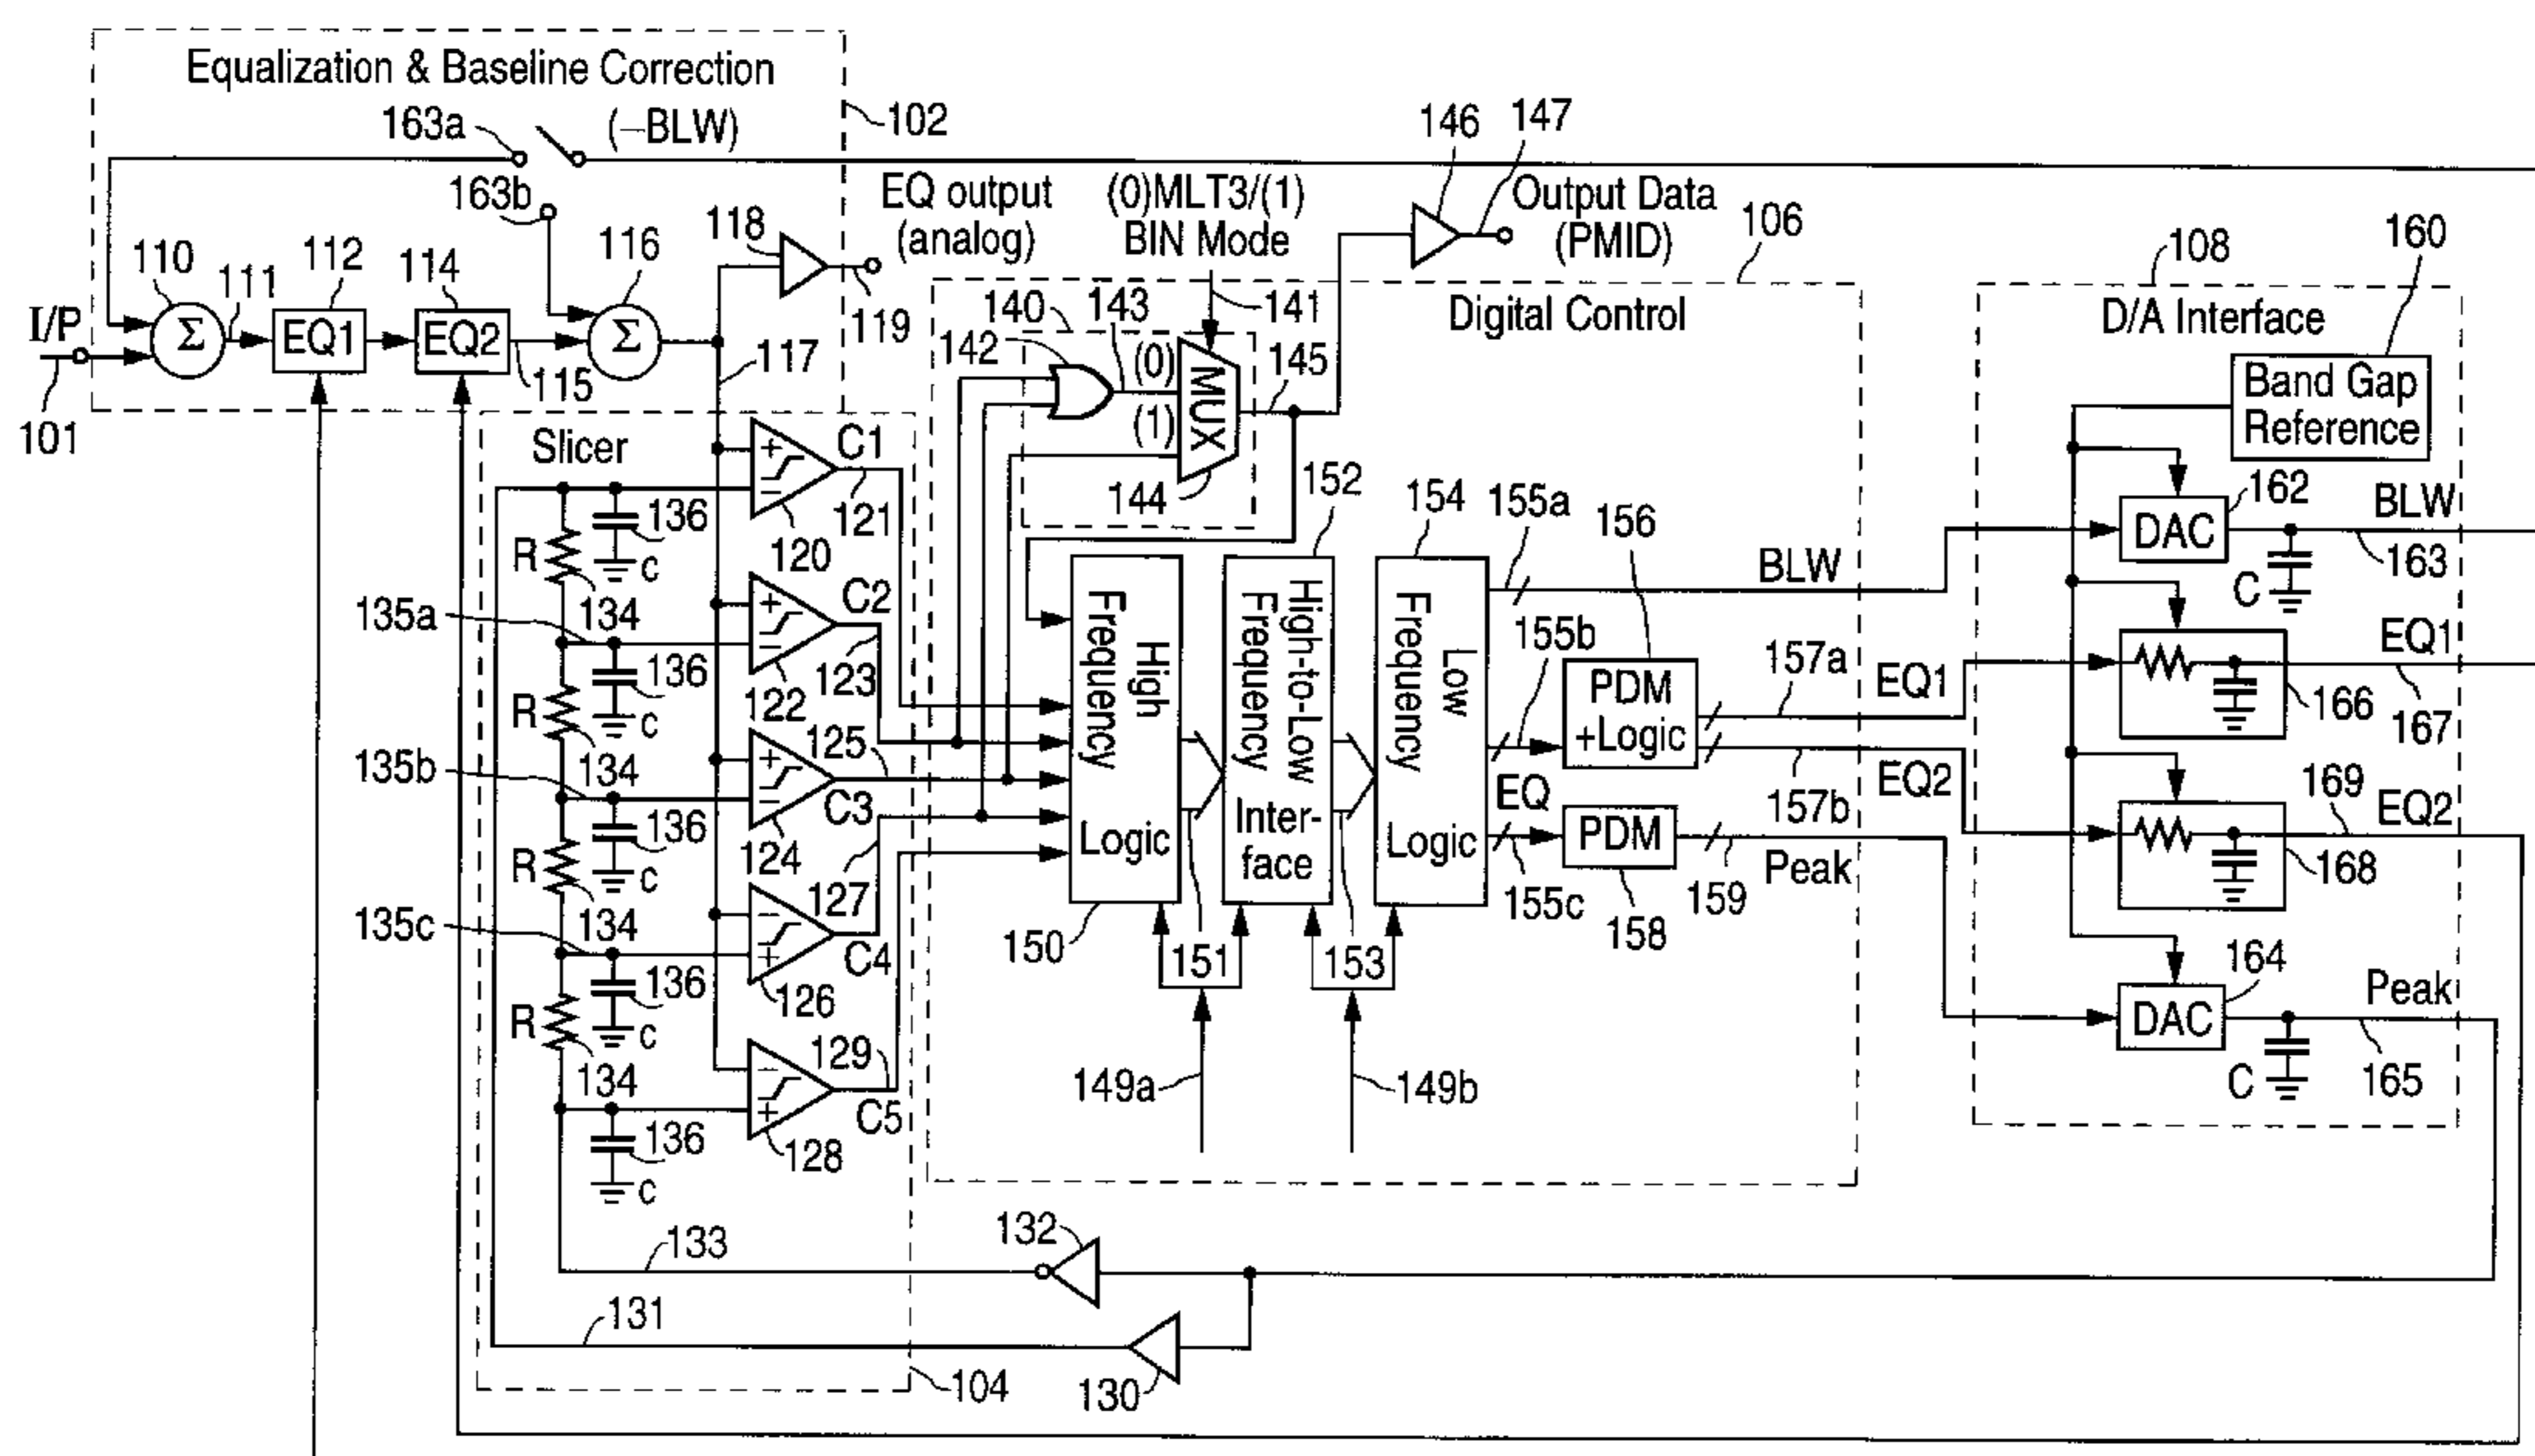 Equalization & Baseline Correction
163a
(–BLW)
102
163b
110
111
112
114
116
118
119
I/P
Σ
EQ1
EQ2
Σ
101
115
117
EQ output
(analog)
(0)MLT3/(1)
BIN Mode
146
147
Output Data
(PMID)
106
Digital Control
140
143
141
142
(0)
(1)
MUX
145
144
108
160
D/A Interface
Band Gap
Reference
162
DAC
BLW
163
C
EQ1
166
167
169
EQ2
168
164
DAC
Peak
165
C
Slicer
+
–
C1
121
120
136
C
R
134
135a
+
–
C2
123
122
136
C
R
134
135b
+
–
125
C3
124
136
C
R
134
135c
–
+
127
C4
126
136
C
R
134
–
+
129
C5
128
136
C
150
High
Frequency
Logic
151
152
High-to-Low
Frequency
Inter-
face
153
154
Low
Frequency
Logic
155a
BLW
156
155b
PDM
+Logic
157a
EQ1
EQ
157b
EQ2
155c
PDM
158
159
Peak
151
153
149a
149b
133
132
131
130
104